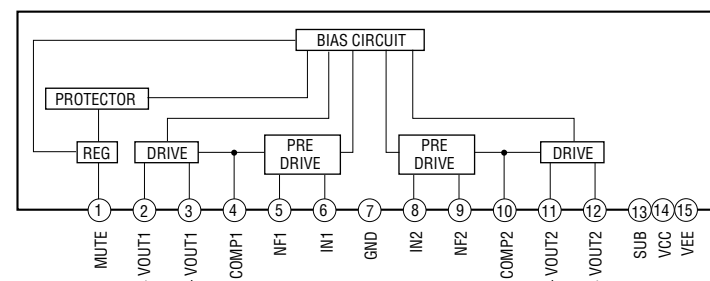 BIAS CIRCUIT
PROTECTOR
REG
DRIVE
PRE
DRIVE
PRE
DRIVE
DRIVE
1
2
3
4
5
6
7
8
9
10
11
12
13
14
15
MUTE
VOUT1
VOUT1
COMP1
NF1
IN1
GND
IN2
NF2
COMP2
VOUT2
VOUT2
SUB
VCC
VEE